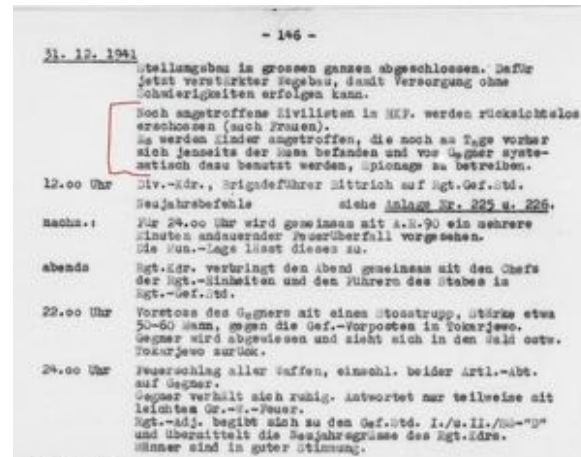 - 146 -
31. 12. 1941
Stellungsbau im grossen ganzen abgeschlossen. Dafür
jetzt verstärkter Wegebau, damit Versorgung ohne
Schwierigkeiten erfolgen kann.
Noch angetroffene Zivilisten im HKF. werden rücksichtslos
erschossen (auch Frauen).
Es werden Kinder angetroffen, die noch am Tage vorher
sich jenseits der Rusa befanden und vom Gegner syste-
matisch dazu benutzt werden, Spionage zu betreiben.
12.oo Uhr Div.-Kdr., Brigadeführer Bittrich auf Rgt.Gef.Std.
Neujahrsbefehle siehe Anlage Nr. 225 u. 226.
nachm.: Für 24.oo Uhr wird gemeinsam mit A.R.90 ein mehrere
Minuten andauernder Feuerüberfall vorgesehen.
Die Mun.-Lage lässt dieses zu.
abends Rgt.Kdr. verbringt den Abend gemeinsam mit den Chefs
der Rgt.-Einheiten und den Führern des Stabes im
Rgt.-Gef.Std.
22.oo Uhr Vorstoss des Gegners mit einem Stosstrupp, Stärke etwa
50-60 Mann, gegen die Gef.-Vorposten in Tokarjewo.
Gegner wird abgewiesen und zieht sich in den Wald ostw.
Tokarjewo zurück.
24.oo Uhr Feuerschlag aller Waffen, einschl. beider Artl.-Abt.
auf Gegner.
Gegner verhält sich ruhig. Antwortet nur teilweise mit
leichtem Gr.-W.-Feuer.
Rgt.-Adj. begibt sich zu den Gef.Std. I./u.II./SS-"D"
und übermittelt die Neujahrsgrüsse des Rgt.Kdrs.
Männer sind in guter Stimmung.